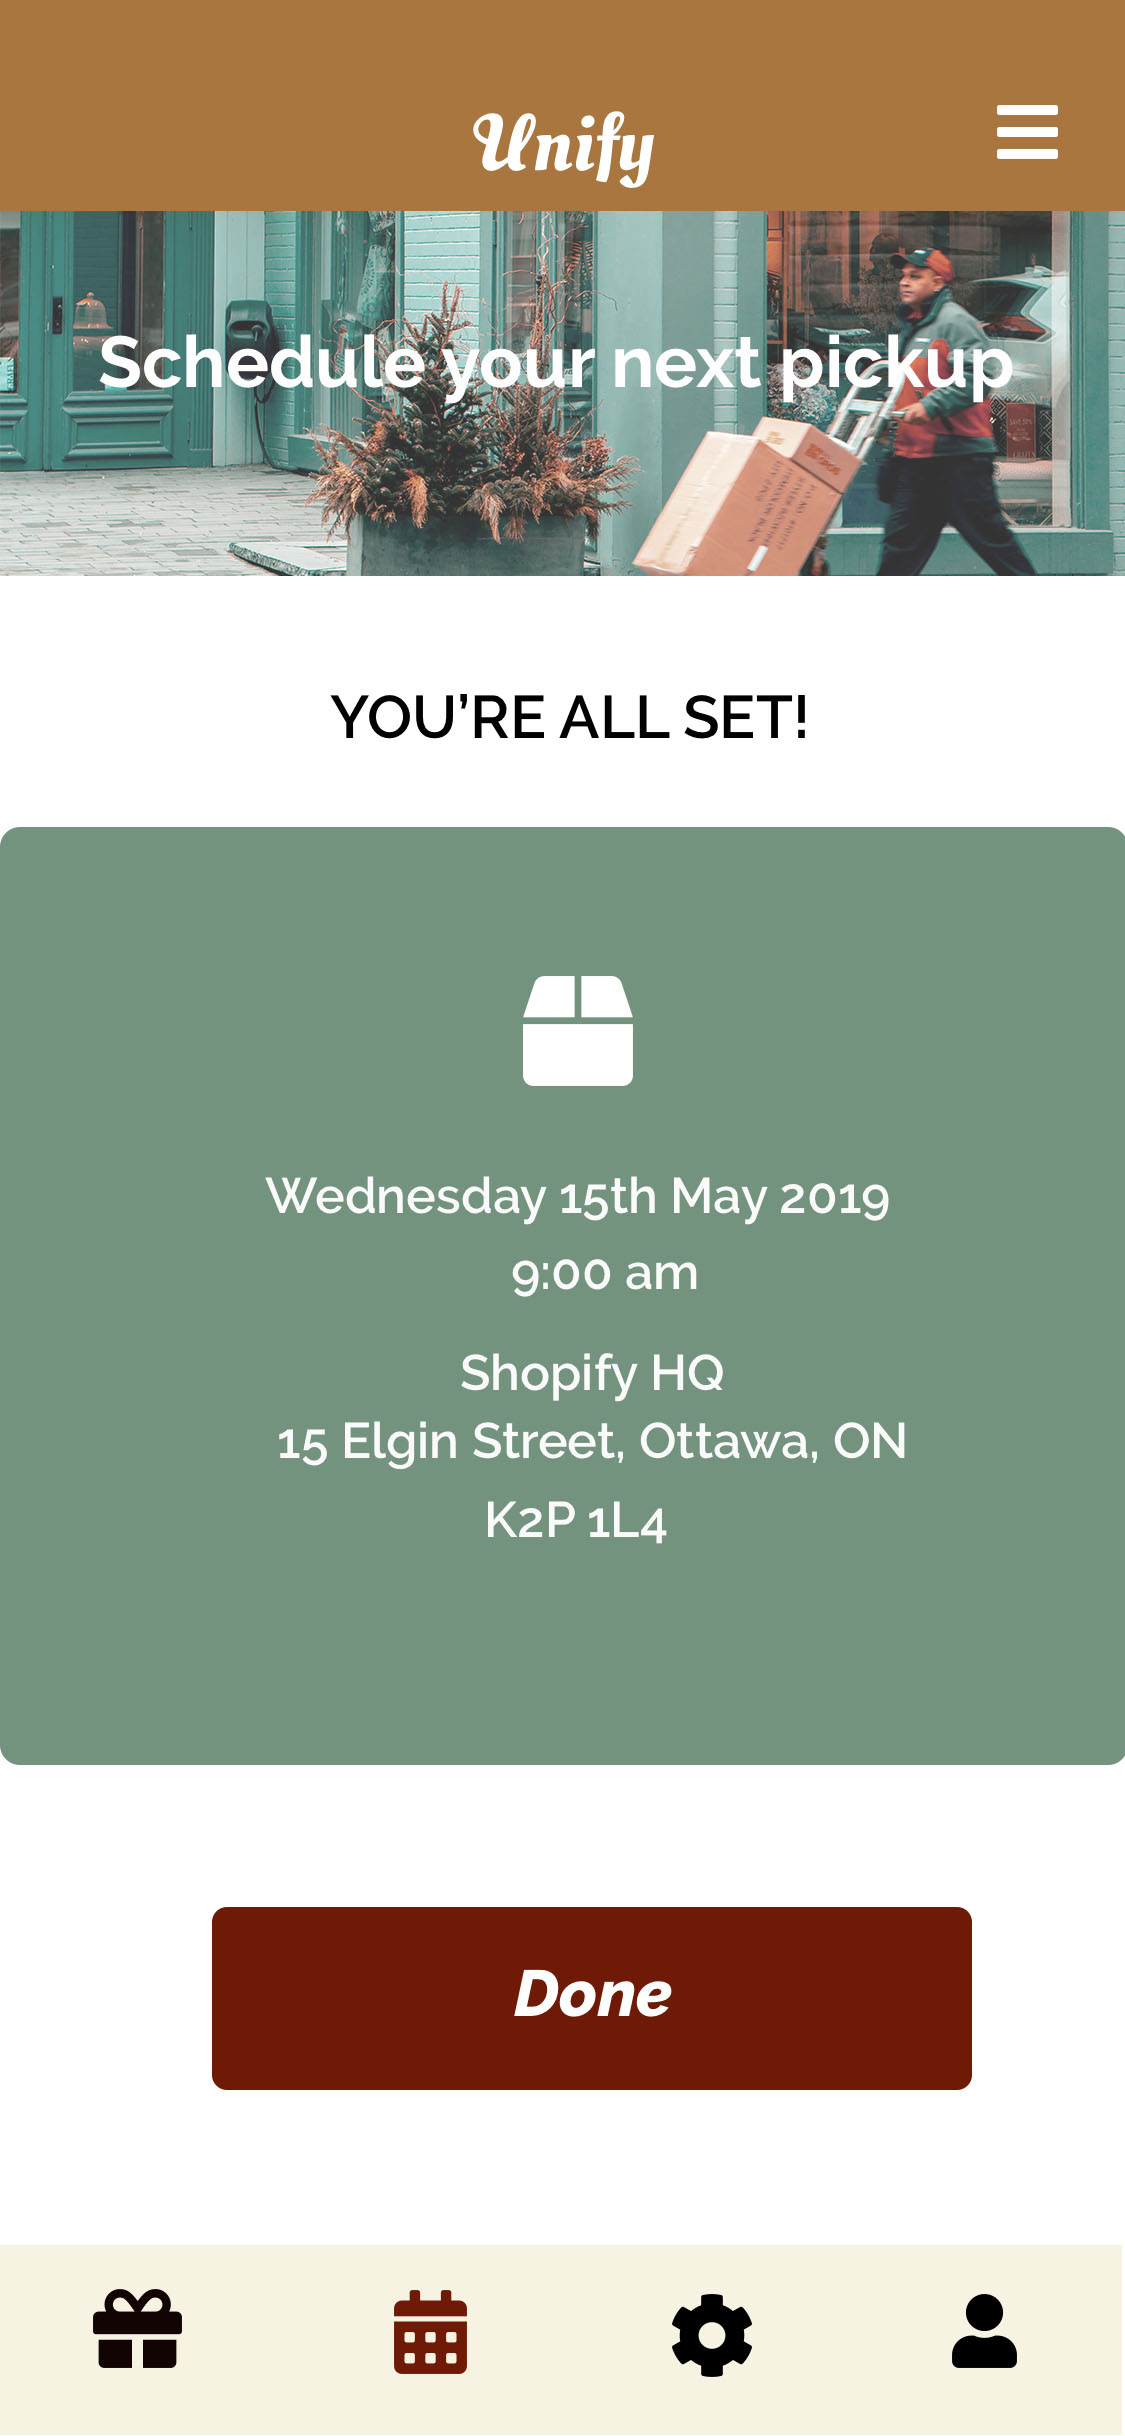 Unify
Schedule your next pickup
YOU’RE ALL SET!
Wednesday 15th May 2019
9:00 am
Shopify HQ
15 Elgin Street, Ottawa, ON
K2P 1L4
Done